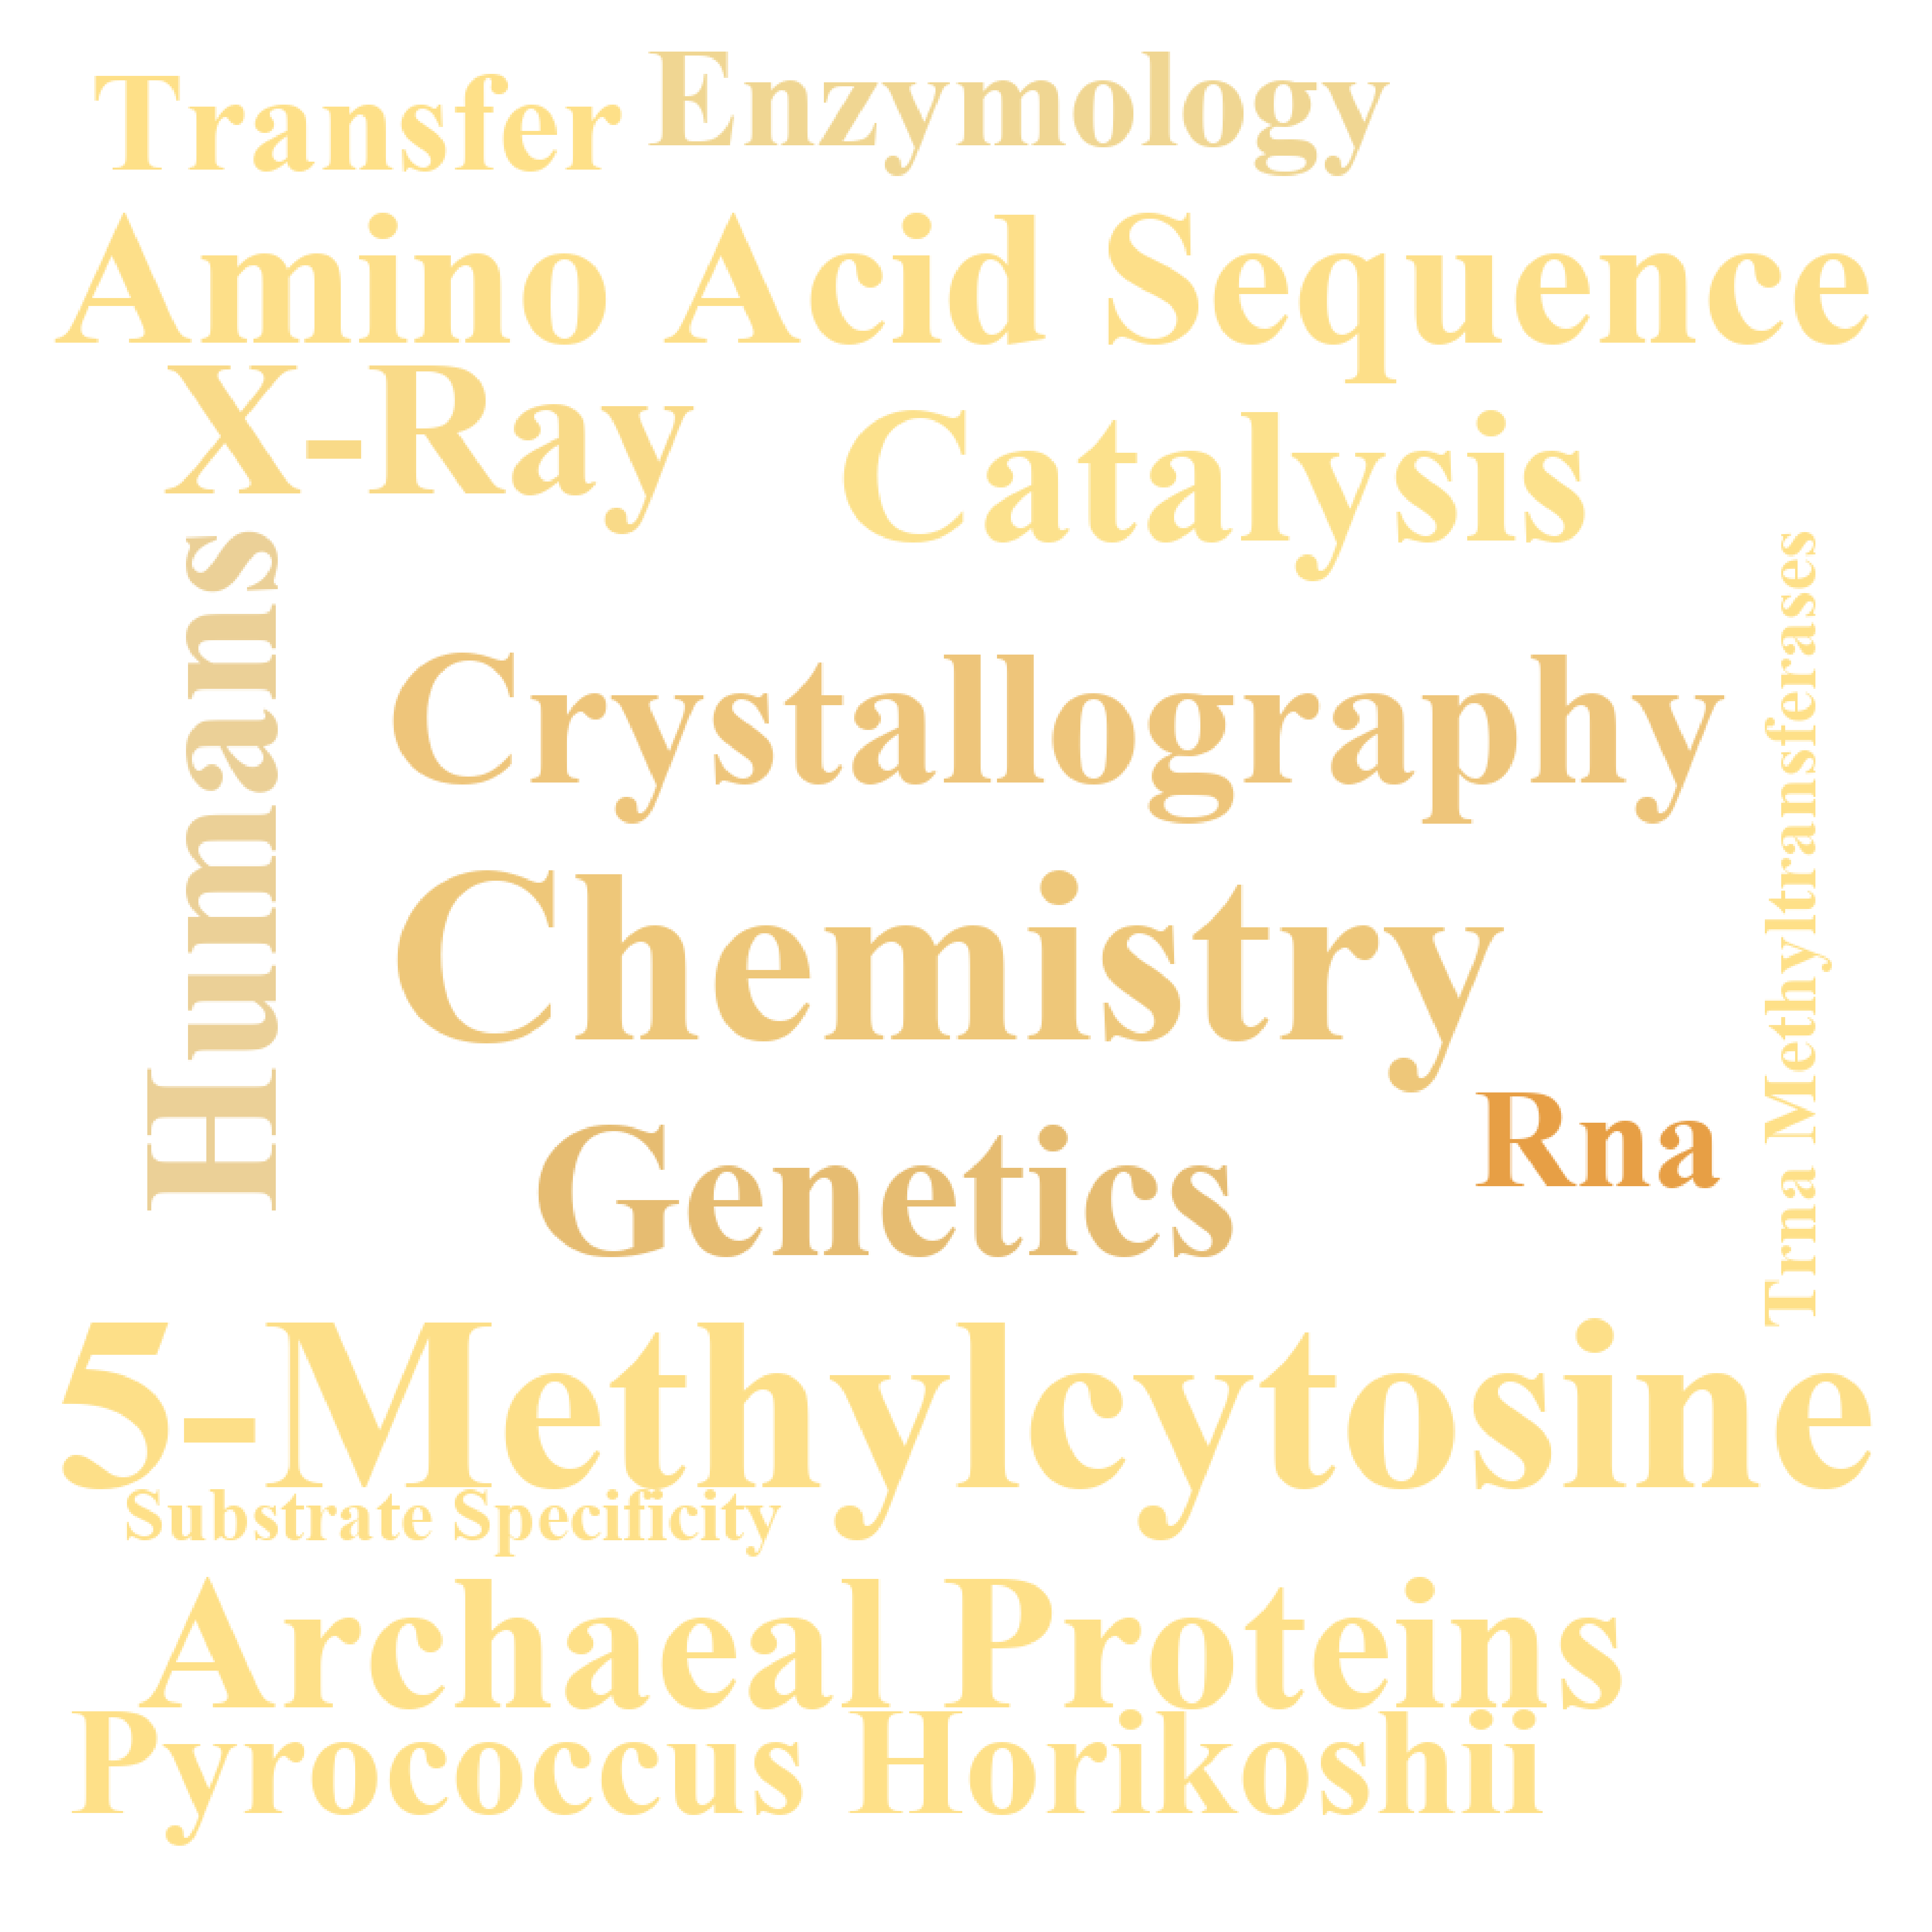 Transfer
Enzymology
Amino Acid Sequence
X-Ray
Catalysis
Humans
Crystallography
Trna Methyltransferases
Chemistry
Rna
Genetics
5-Methylcytosine
Substrate Specificity
Archaeal Proteins
Pyrococcus Horikoshii